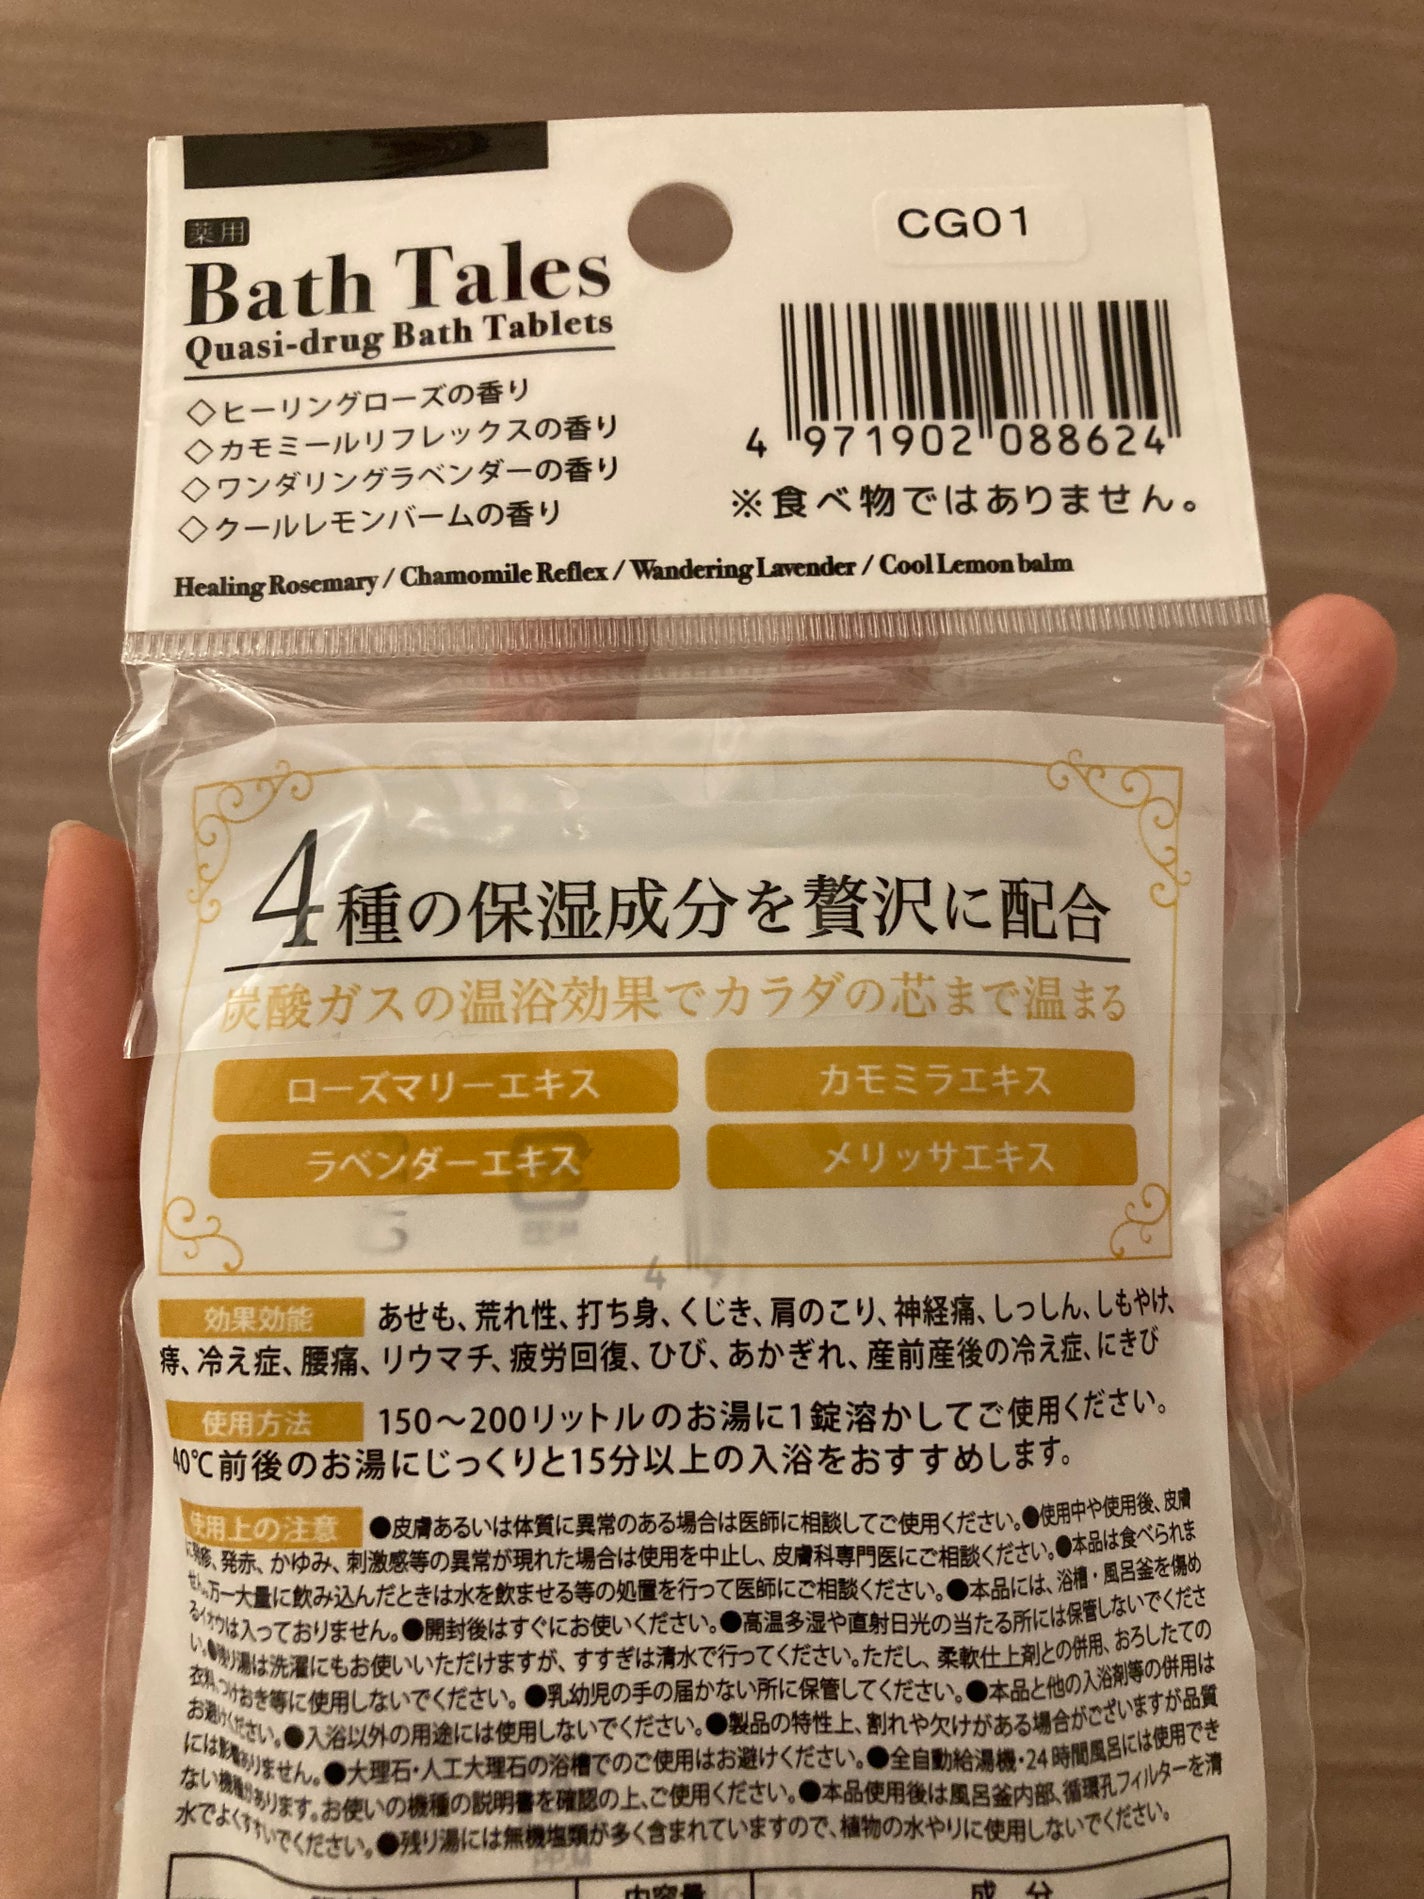 薬用
Bath Tales
Quasi-drug Bath Tablets
◇ヒーリングローズの香り
◇カモミールリフレックスの香り
◇ワンダリングラベンダーの香り
◇クールレモンバームの香り
CG01
4 971902 088624
※食べ物ではありません。
Healing Rosemary / Chamomile Reflex / Wandering Lavender / Cool Lemon balm
4種の保湿成分を贅沢に配合
炭酸ガスの温浴効果でカラダの芯まで温まる
ローズマリーエキス カモミラエキス
ラベンダーエキス メリッサエキス
効果効能 あせも、荒れ性、打ち身、くじき、肩のこり、神経痛、しっしん、しもやけ、
痔、冷え症、腰痛、リウマチ、疲労回復、ひび、あかぎれ、産前産後の冷え症、にきび
使用方法 150～200リットルのお湯に1錠溶かしてご使用ください。
40℃前後のお湯にじっくりと15分以上の入浴をおすすめします。
使用上の注意 ●皮膚あるいは体質に異常のある場合は医師に相談してご使用ください。●使用中や使用後、皮膚
に発疹、発赤、かゆみ、刺激感等の異常が現れた場合は使用を中止し、皮膚科専門医にご相談ください。●本品は食べられま
せん。万一大量に飲み込んだときは水を飲ませる等の処置を行って医師にご相談ください。●本品には、浴槽・風呂釜を傷め
るイオウは入っておりません。●開封後はすぐにお使いください。●高温多湿や直射日光の当たる所には保管しないでくださ
い。●残り湯は洗濯にもお使いいただけますが、すすぎは清水で行ってください。ただし、柔軟仕上剤との併用、おろしたての
衣料、つけおき等に使用しないでください。●乳幼児の手の届かない所に保管してください。●本品と他の入浴剤等の併用は
お避けください。●入浴以外の用途には使用しないでください。●製品の特性上、割れや欠けがある場合がございますが品質
には影響ありません。●大理石・人工大理石の浴槽でのご使用はお避けください。●全自動給湯機・24時間風呂には使用でき
ない機種があります。お使いの機種の説明書を確認の上、ご使用ください。●本品使用後は風呂釜内部、循環孔フィルターを清
水でよくすすいでください。●残り湯には無機塩類が多く含まれていますので、植物の水やりに使用しないでください。
内容量 成分